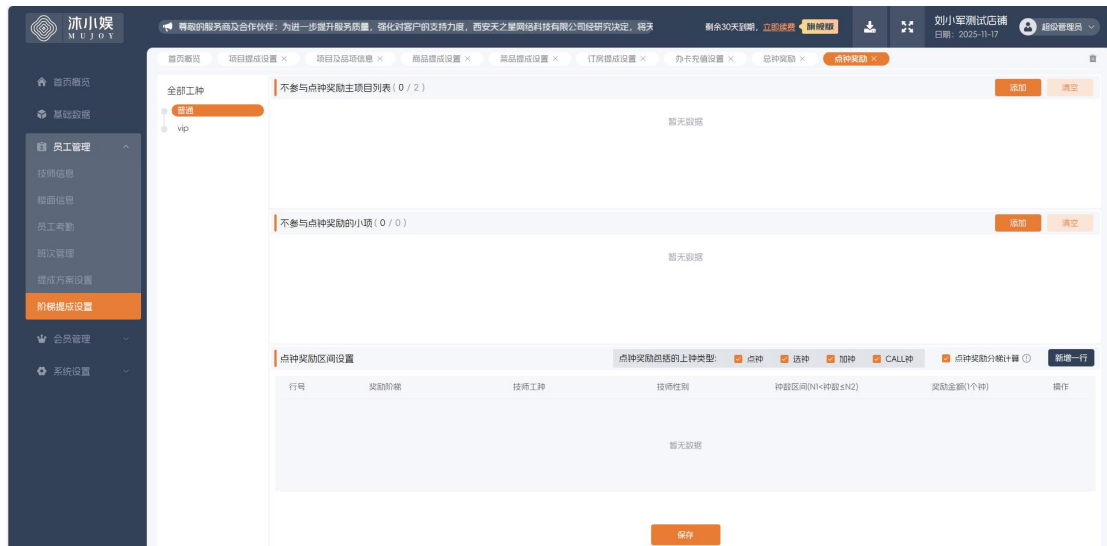 沐小娱
MUJOY
尊敬的服务商及合作伙伴：为进一步提升服务质量，强化对客户的支持力度，西安天之星网络科技有限公司经研究决定，将天
剩余30天到期，立即续费 旗舰版
刘小军测试店铺
日期：2025-11-17
超级管理员
首页概览 项目提成设置 × 项目及品项信息 × 商品提成设置 × 菜品提成设置 × 订房提成设置 × 办卡充值设置 × 总钟奖励 × 点钟奖励 ×
首页概览
基础数据
员工管理
技师信息
楼面信息
员工考勤
班次管理
提成方案设置
阶梯提成设置
会员管理
系统设置
全部工种
普通
vip
不参与点钟奖励主项目列表 ( 0 / 2 ) 添加 清空
暂无数据
不参与点钟奖励的小项 ( 0 / 0 ) 添加 清空
暂无数据
点钟奖励区间设置 点钟奖励包括的上钟类型: 点钟 选钟 加钟 CALL钟 点钟奖励分梯计算 新增一行
行号 奖励阶梯 技师工种 技师性别 钟数区间(N1<钟数≤N2) 奖励金额(1个钟) 操作
暂无数据
保存